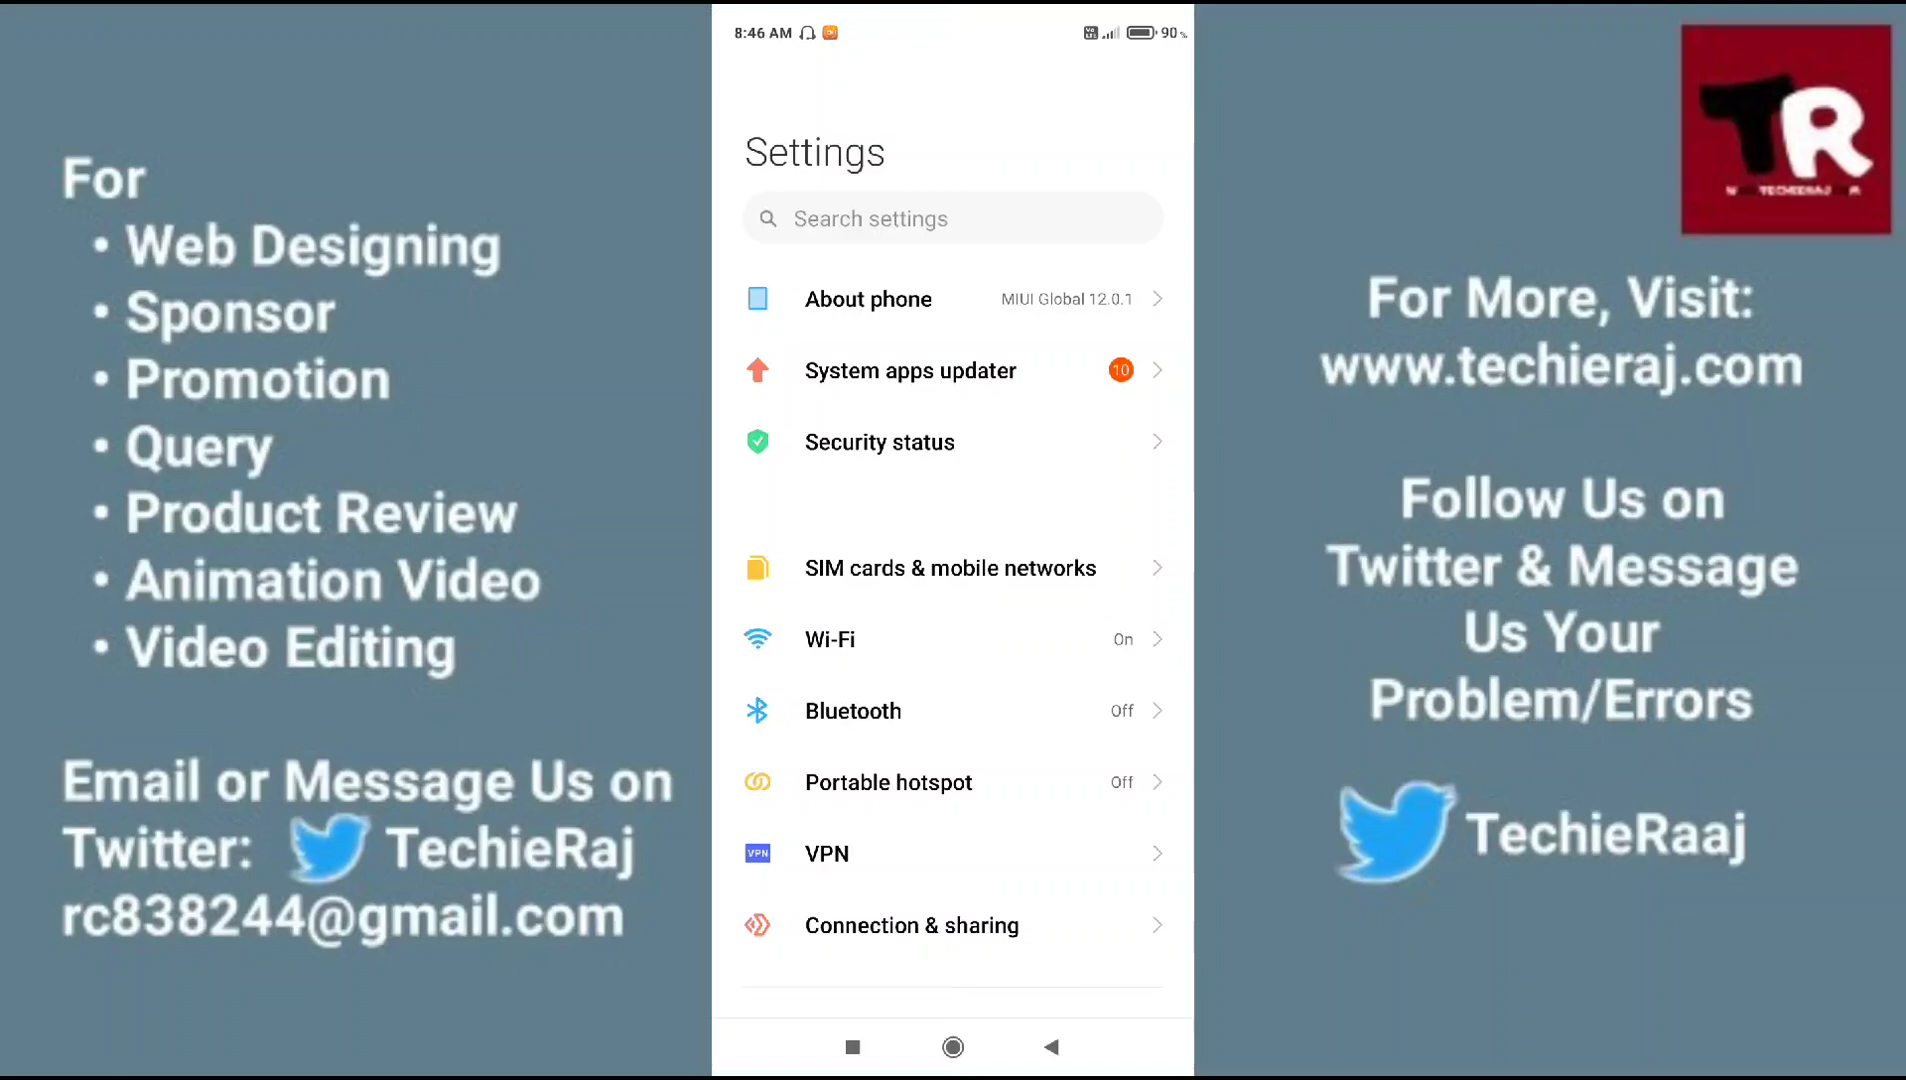 For
• Web Designing
• Sponsor
• Promotion
• Query
• Product Review
• Animation Video
• Video Editing
Email or Message Us on
Twitter: TechieRaj
rc838244@gmail.com
8:46 AM
90%
Settings
Search settings
About phone MIUI Global 12.0.1
System apps updater 10
Security status
SIM cards & mobile networks
Wi-Fi On
Bluetooth Off
Portable hotspot Off
VPN VPN
Connection & sharing
TR
For More, Visit:
www.techieraj.com
Follow Us on
Twitter & Message
Us Your
Problem/Errors
TechieRaaj